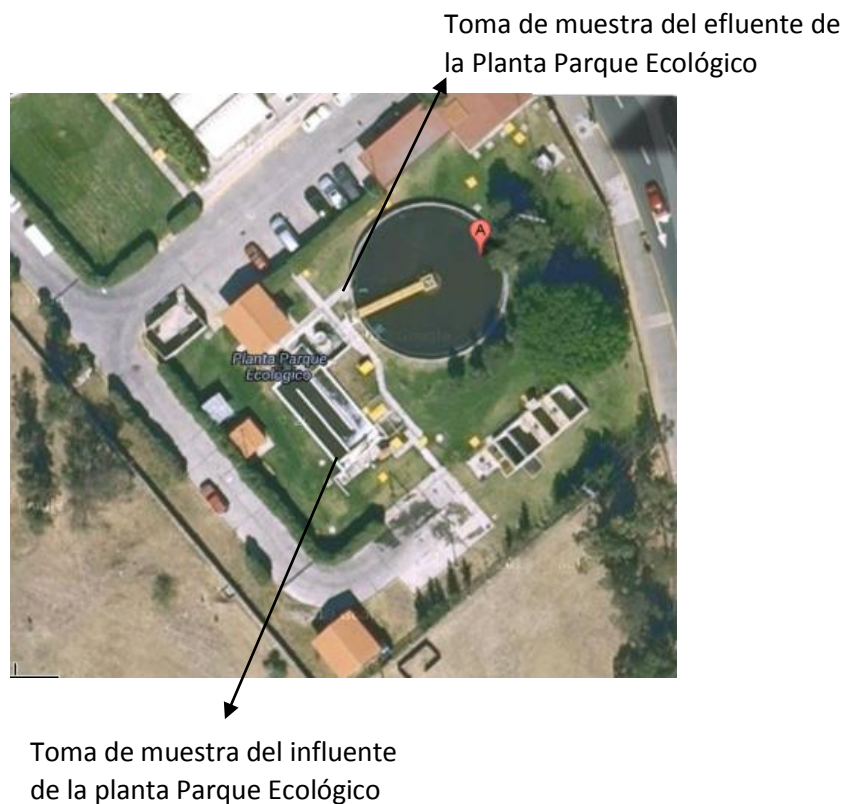 Toma de muestra del efluente de
la Planta Parque Ecológico
A
Planta Parque
Ecológico
Toma de muestra del influente
de la planta Parque Ecológico